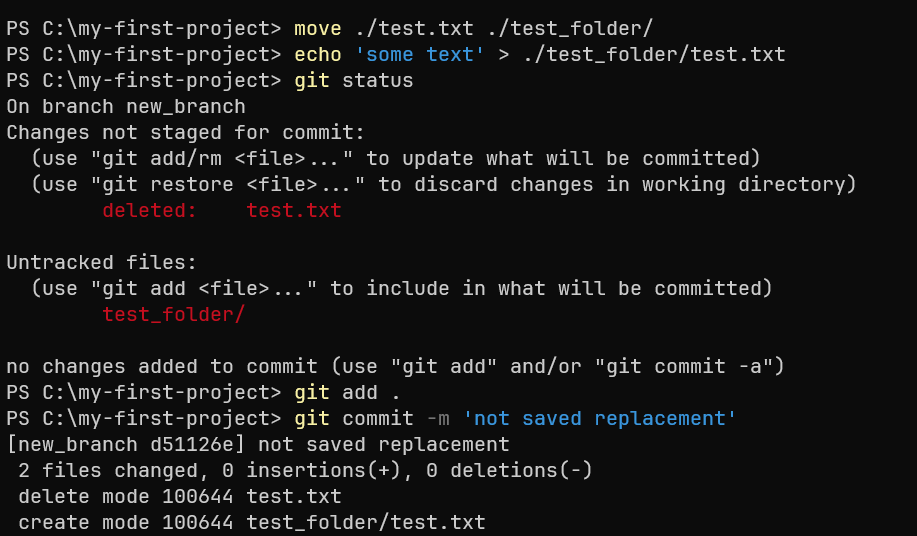 PS C:\my-first-project> move ./test.txt ./test_folder/
PS C:\my-first-project> echo 'some text' > ./test_folder/test.txt
PS C:\my-first-project> git status
On branch new_branch
Changes not staged for commit:
  (use "git add/rm <file>..." to update what will be committed)
  (use "git restore <file>..." to discard changes in working directory)
        deleted:    test.txt

Untracked files:
  (use "git add <file>..." to include in what will be committed)
        test_folder/

no changes added to commit (use "git add" and/or "git commit -a")
PS C:\my-first-project> git add .
PS C:\my-first-project> git commit -m 'not saved replacement'
[new_branch d51126e] not saved replacement
 2 files changed, 0 insertions(+), 0 deletions(-)
 delete mode 100644 test.txt
 create mode 100644 test_folder/test.txt